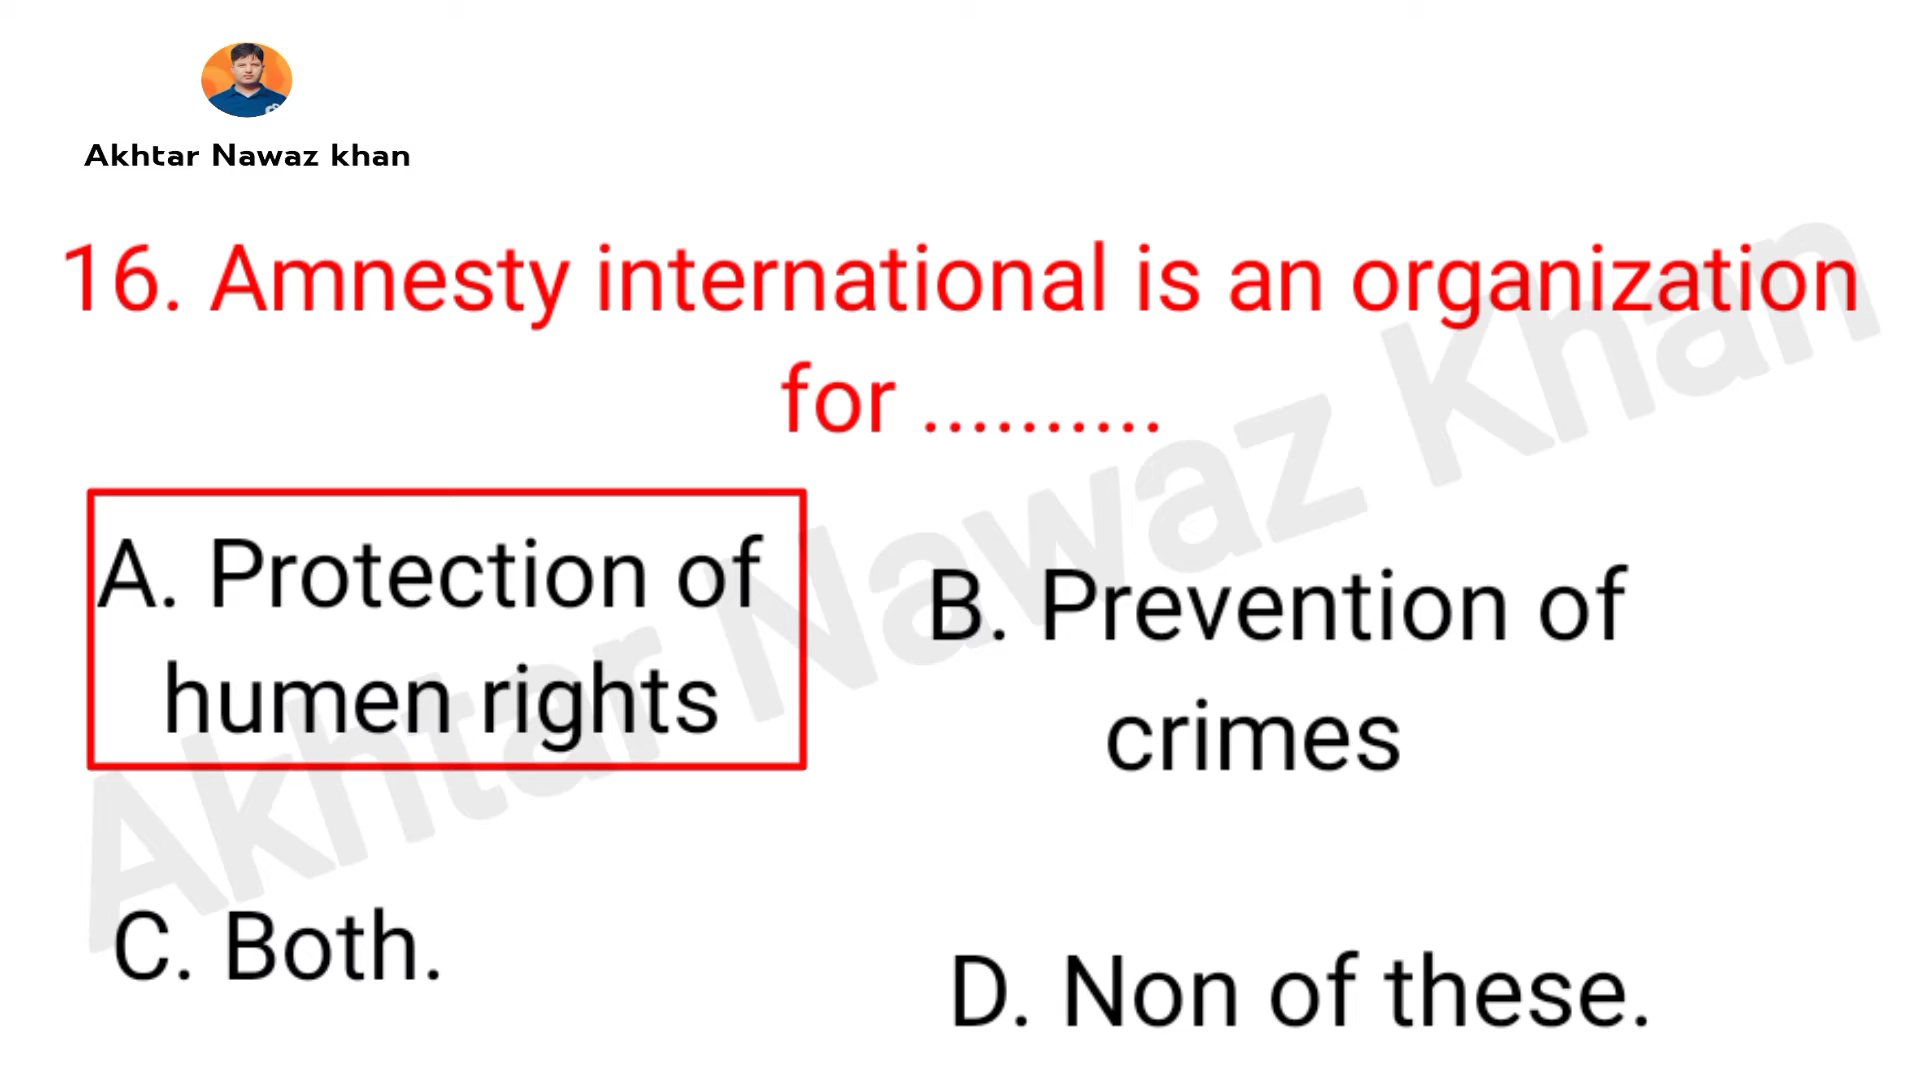 Akhtar Nawaz khan
16. Amnesty international is an organization
for ..........
A. Protection of
humen rights
B. Prevention of
crimes
C. Both.
D. Non of these.
Akhtar Nawaz Khan